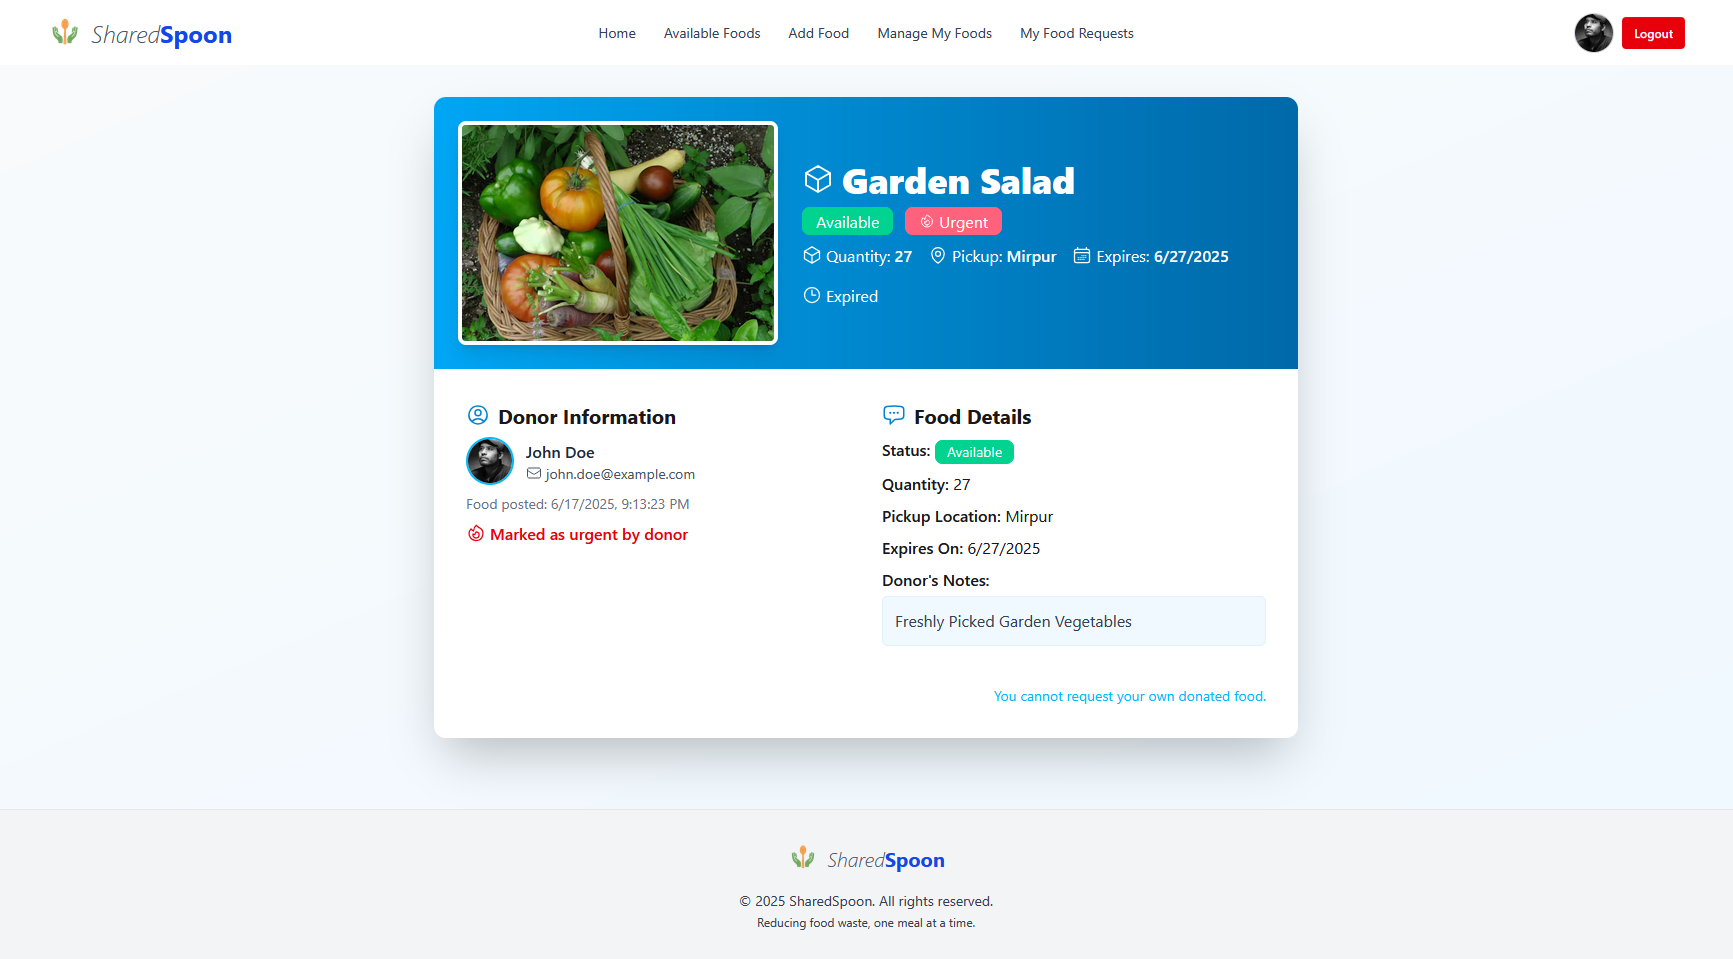 SharedSpoon
Home Available Foods Add Food Manage My Foods My Food Requests
Logout
Garden Salad
Available Urgent
Quantity: 27 Pickup: Mirpur Expires: 6/27/2025
Expired
Donor Information
John Doe
john.doe@example.com
Food posted: 6/17/2025, 9:13:23 PM
Marked as urgent by donor
Food Details
Status: Available
Quantity: 27
Pickup Location: Mirpur
Expires On: 6/27/2025
Donor's Notes:
Freshly Picked Garden Vegetables
You cannot request your own donated food.
SharedSpoon
© 2025 SharedSpoon. All rights reserved.
Reducing food waste, one meal at a time.